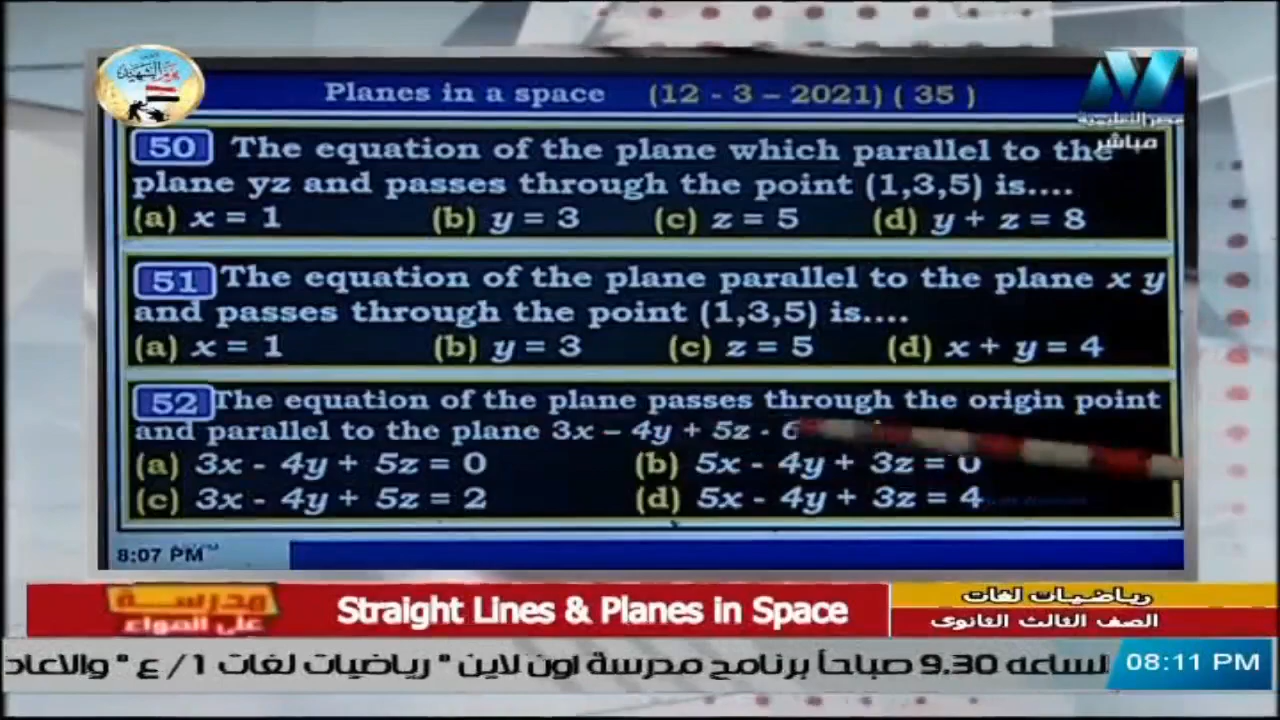 Planes in a space (12 - 3 – 2021) ( 35 )
مصر التعليمية
مباشر
50 The equation of the plane which parallel to the
plane yz and passes through the point (1,3,5) is....
(a) x = 1 (b) y = 3 (c) z = 5 (d) y + z = 8
51 The equation of the plane parallel to the plane x y
and passes through the point (1,3,5) is....
(a) x = 1 (b) y = 3 (c) z = 5 (d) x + y = 4
52 The equation of the plane passes through the origin point
and parallel to the plane 3x – 4y + 5z - 6
(a) 3x - 4y + 5z = 0 (b) 5x - 4y + 3z = 0
(c) 3x - 4y + 5z = 2 (d) 5x - 4y + 3z = 4
8:07 PM
مدرسة
على الهواء
Straight Lines & Planes in Space
رياضيات لغات
الصف الثالث الثانوى
لساعه 9.30 صباحاً برنامج مدرسة اون لاين " رياضيات لغات 1/ ع " والاعاد
08:11 PM